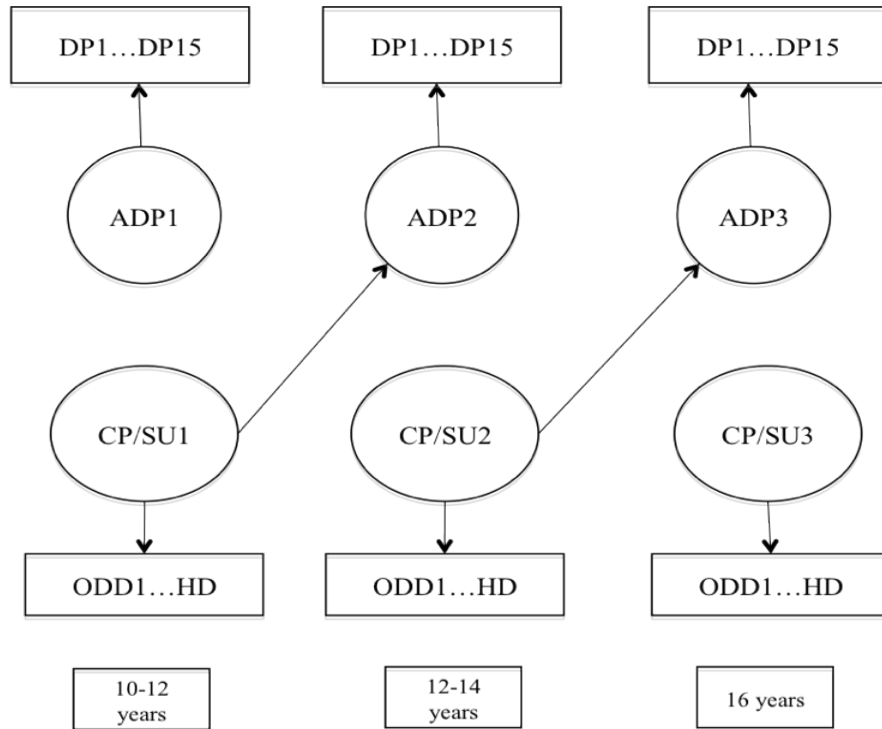 DP1…DP15
DP1…DP15
DP1…DP15
ADP1
ADP2
ADP3
CP/SU1
CP/SU2
CP/SU3
ODD1…HD
ODD1…HD
ODD1…HD
10-12
years
12-14
years
16 years